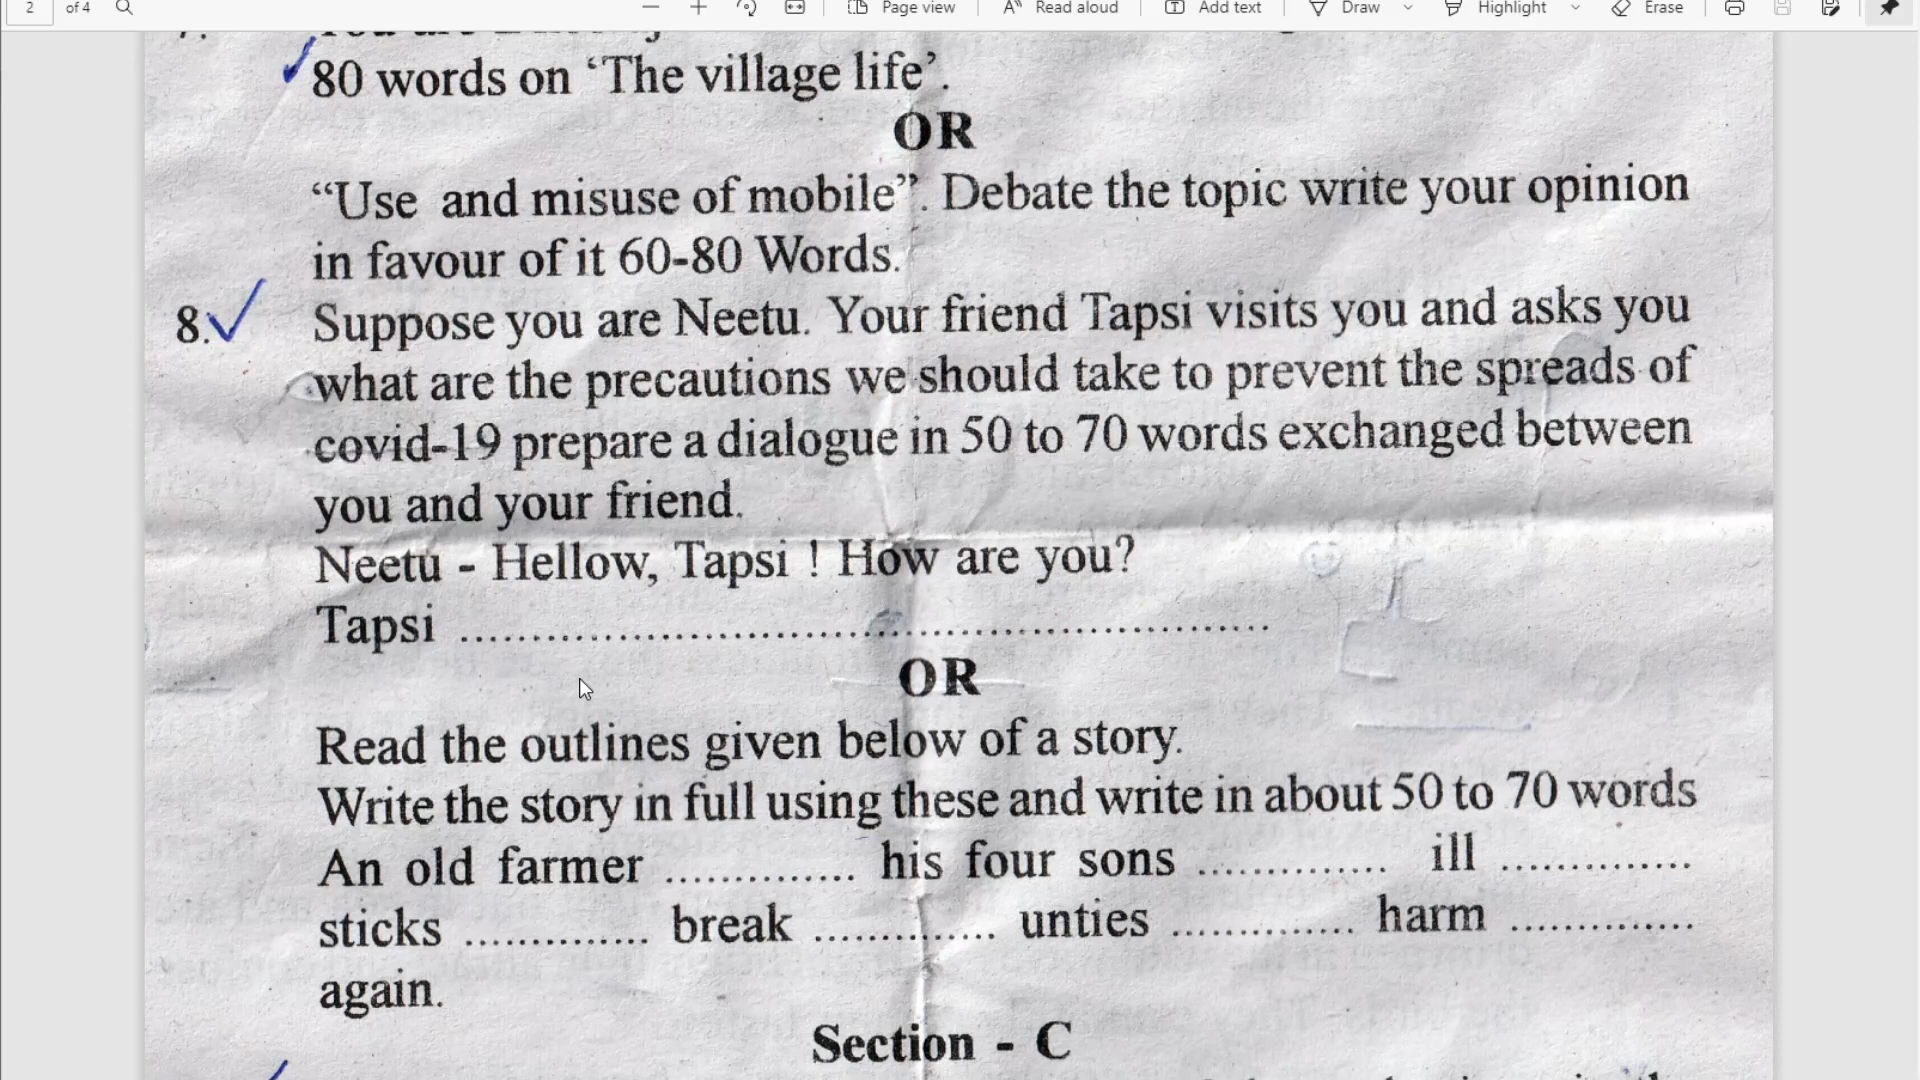 2 of 4 Page view Read aloud Add text Draw Highlight Erase
7.
80 words on ‘The village life’.
OR
“Use and misuse of mobile”. Debate the topic write your opinion
in favour of it 60-80 Words.
8. Suppose you are Neetu. Your friend Tapsi visits you and asks you
what are the precautions we should take to prevent the spreads of
covid-19 prepare a dialogue in 50 to 70 words exchanged between
you and your friend.
Neetu - Hellow, Tapsi ! How are you?
Tapsi ....................................................................
OR
Read the outlines given below of a story.
Write the story in full using these and write in about 50 to 70 words
An old farmer ................ his four sons ................ ill ................
sticks ................ break ................ unties ................ harm ................
again.
Section - C